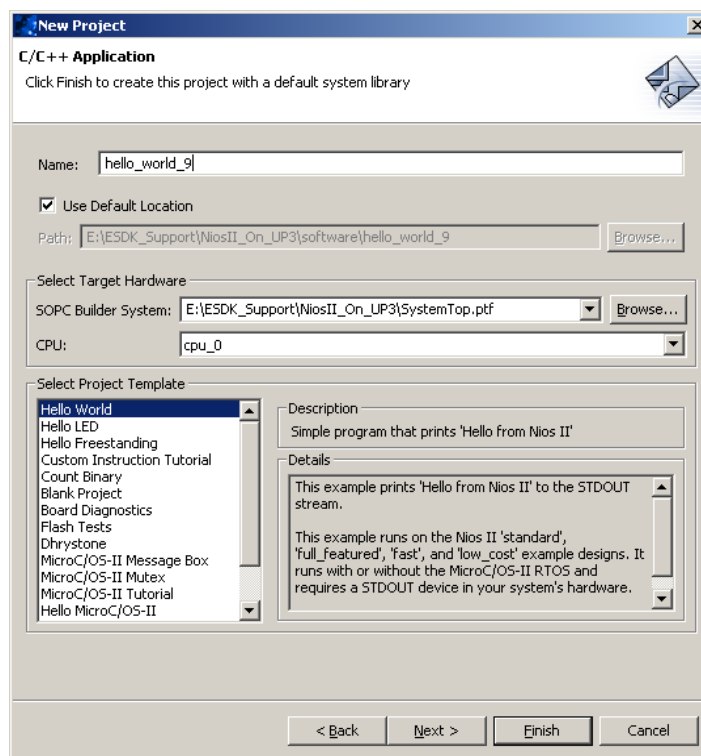 New Project
C/C++ Application
Click Finish to create this project with a default system library
Name: hello_world_9
Use Default Location
Path: E:\ESDK_Support\NiosII_On_UP3\software\hello_world_9 Browse...
Select Target Hardware
SOPC Builder System: E:\ESDK_Support\NiosII_On_UP3\SystemTop.ptf Browse...
CPU: cpu_0
Select Project Template
Hello World
Hello LED
Hello Freestanding
Custom Instruction Tutorial
Count Binary
Blank Project
Board Diagnostics
Flash Tests
Dhrystone
MicroC/OS-II Message Box
MicroC/OS-II Mutex
MicroC/OS-II Tutorial
Hello MicroC/OS-II
Description
Simple program that prints 'Hello from Nios II'
Details
This example prints 'Hello from Nios II' to the STDOUT
stream.
This example runs on the Nios II 'standard',
'full_featured', 'fast', and 'low_cost' example designs. It
runs with or without the MicroC/OS-II RTOS and
requires a STDOUT device in your system's hardware.
< Back Next > Finish Cancel